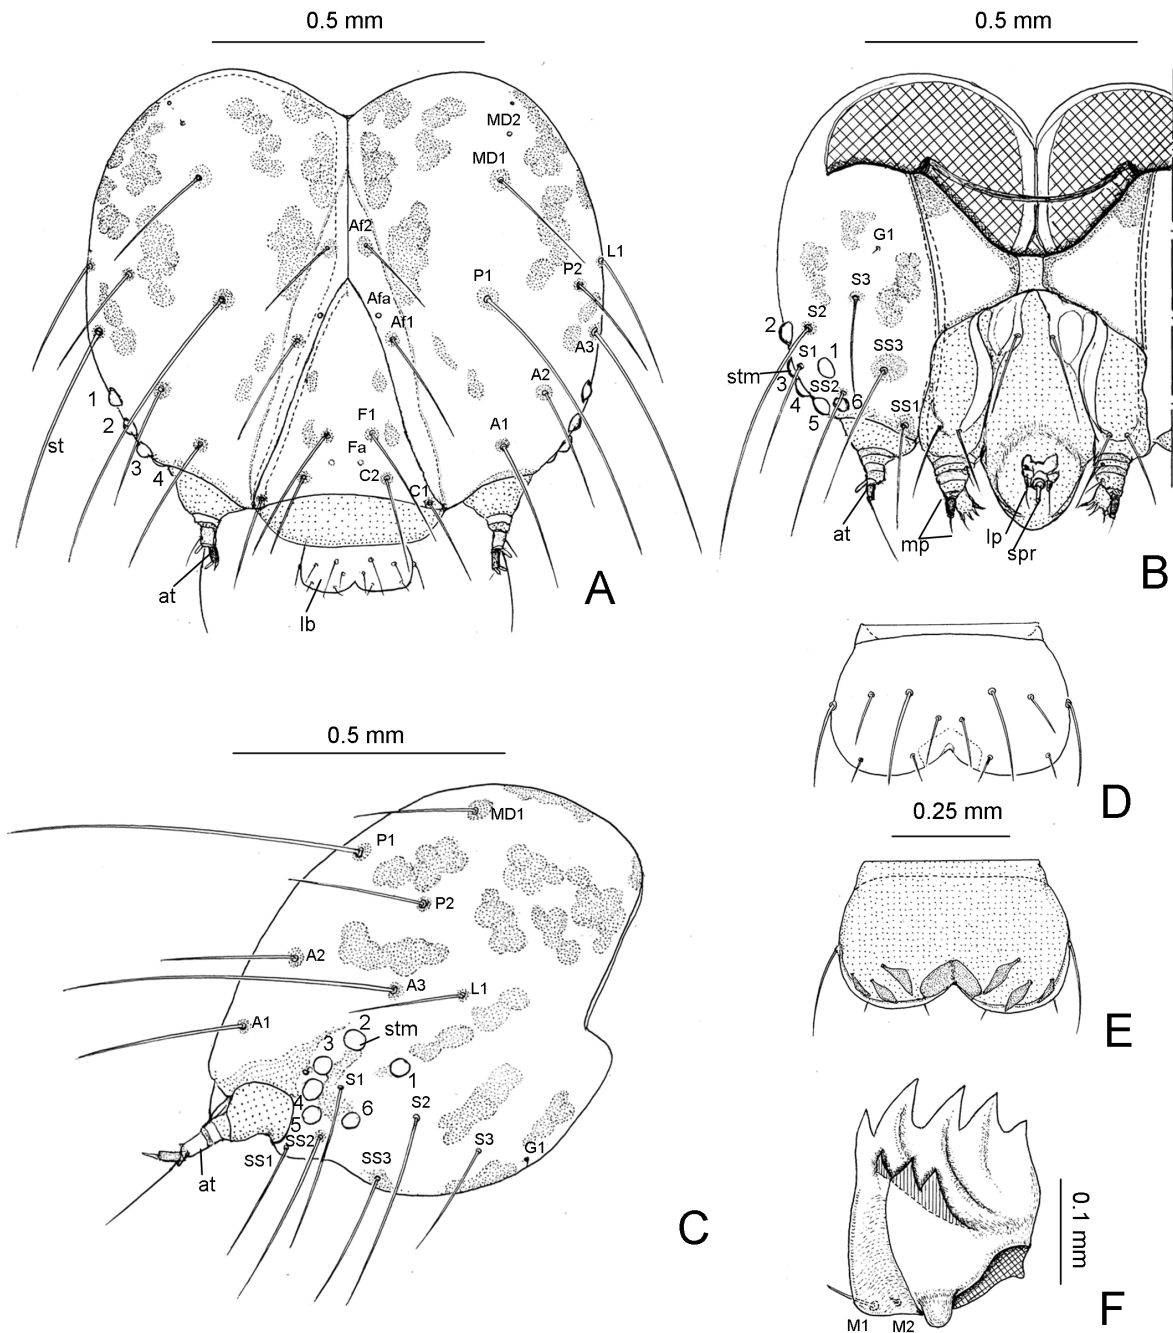 0.5 mm
MD2
MD1
Af2
L1
P1
P2
Afa
Af1
A3
A2
1
F1
A1
2
st
Fa
3
4
C2
C1
at
lb
A
0.5 mm
G1
S3
S2
2
S1
1
SS3
stm
3
SS2
4
6
SS1
5
at
mp
lp
spr
B
0.5 mm
MD1
P1
P2
A2
A3
L1
A1
2
stm
3
1
S1
4
6
S2
5
SS2
SS1
SS3
S3
G1
at
C
D
0.25 mm
E
0.1 mm
M1 M2
F